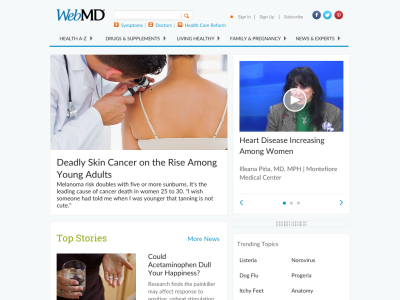 WebMD
Symptoms | Doctors | Health Care Reform
Sign In | Sign Up | Subscribe
HEALTH A-Z
DRUGS & SUPPLEMENTS
LIVING HEALTHY
FAMILY & PREGNANCY
NEWS & EXPERTS
Deadly Skin Cancer on the Rise Among
Young Adults
Melanoma risk doubles with five or more sunburns. It's the
leading cause of cancer death in women 25 to 30. "I wish
someone had told me when I was younger that tanning is not
cute."
Heart Disease Increasing
Among Women
Ileana Piña, MD, MPH | Montefiore
Medical Center
Top Stories
More News
Could
Acetaminophen Dull
Your Happiness?
Research finds the painkiller
may affect response to
positive, upbeat stimulation
Trending Topics
Listeria
Norovirus
Dog Flu
Progeria
Itchy Feet
Anatomy